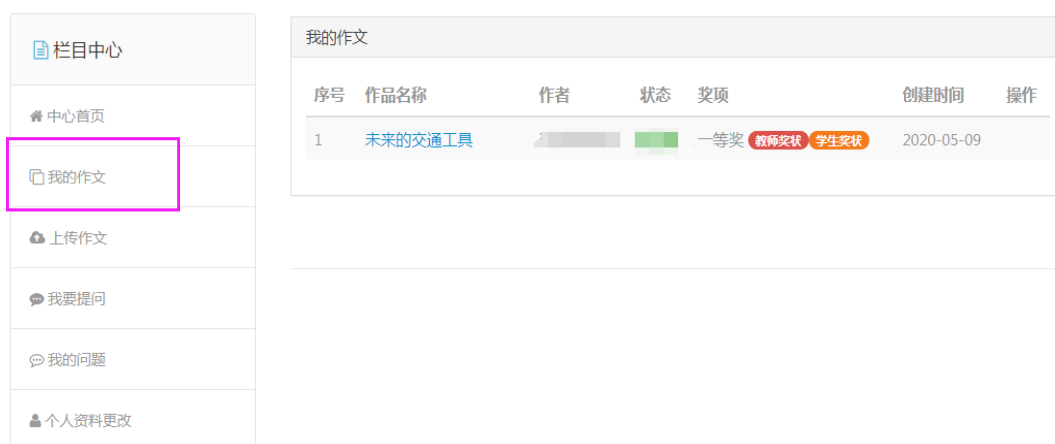 栏目中心
中心首页
我的作文
上传作文
我要提问
我的问题
个人资料更改
我的作文
序号 作品名称 作者 状态 奖项 创建时间 操作
1 未来的交通工具 一等奖 教师奖状 学生奖状 2020-05-09